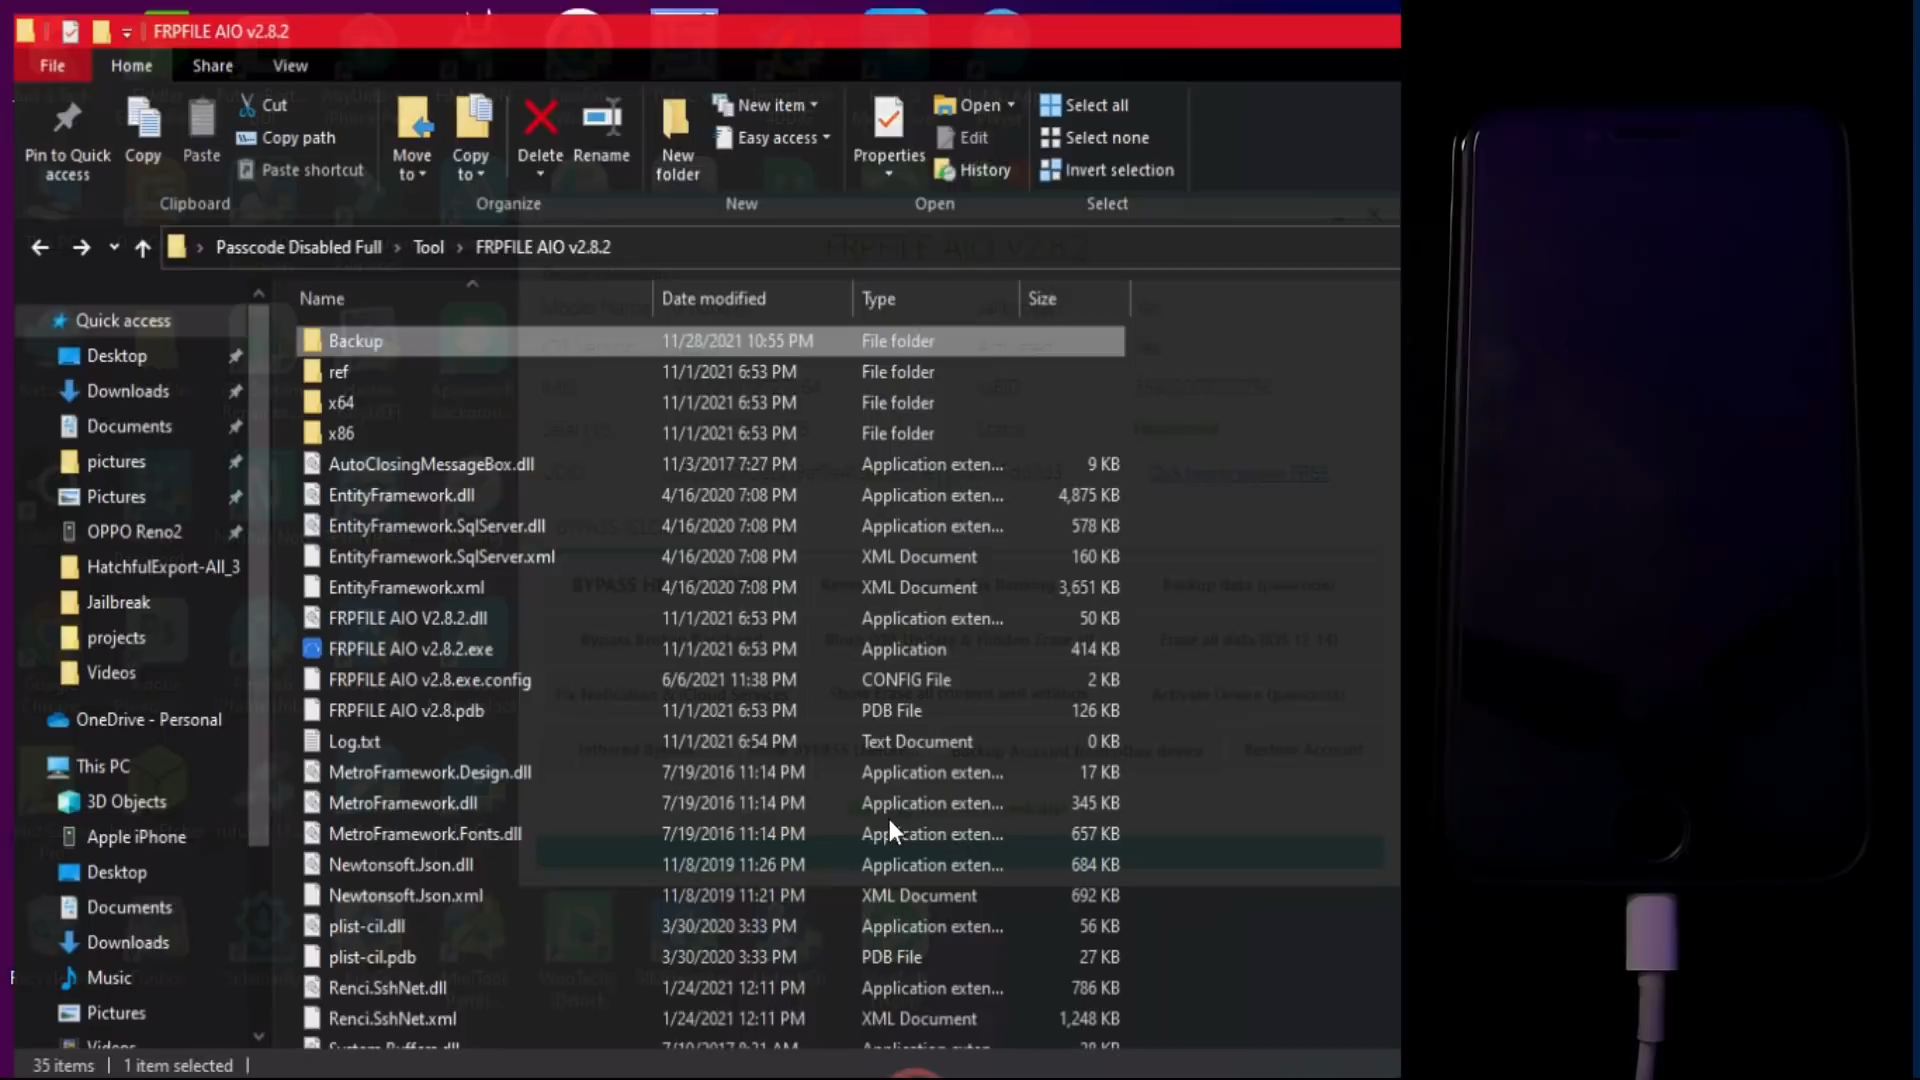 FRPFILE AIO v2.8.2
File Home Share View
Pin to Quick access
Copy
Paste
Cut
Copy path
Paste shortcut
Move to
Copy to
Delete
Rename
New folder
New item
Easy access
Properties
Open
Edit
History
Select all
Select none
Invert selection
Clipboard Organize New Open Select
Passcode Disabled Full > Tool > FRPFILE AIO v2.8.2
FRPFILE AIO V2.8.2
Name Date modified Type Size
Quick access
Desktop
Downloads
Documents
pictures
Pictures
OPPO Reno2
HatchfulExport-All_3
Jailbreak
projects
Videos
OneDrive - Personal
This PC
3D Objects
Apple iPhone
Desktop
Documents
Downloads
Music
Pictures
Videos
Backup 11/28/2021 10:55 PM File folder
ref 11/1/2021 6:53 PM File folder
x64 11/1/2021 6:53 PM File folder
x86 11/1/2021 6:53 PM File folder
AutoClosingMessageBox.dll 11/3/2017 7:27 PM Application exten... 9 KB
EntityFramework.dll 4/16/2020 7:08 PM Application exten... 4,875 KB
EntityFramework.SqlServer.dll 4/16/2020 7:08 PM Application exten... 578 KB
EntityFramework.SqlServer.xml 4/16/2020 7:08 PM XML Document 160 KB
EntityFramework.xml 4/16/2020 7:08 PM XML Document 3,651 KB
FRPFILE AIO V2.8.2.dll 11/1/2021 6:53 PM Application exten... 50 KB
FRPFILE AIO v2.8.2.exe 11/1/2021 6:53 PM Application 414 KB
FRPFILE AIO v2.8.exe.config 6/6/2021 11:38 PM CONFIG File 2 KB
FRPFILE AIO v2.8.pdb 11/1/2021 6:53 PM PDB File 126 KB
Log.txt 11/1/2021 6:54 PM Text Document 0 KB
MetroFramework.Design.dll 7/19/2016 11:14 PM Application exten... 17 KB
MetroFramework.dll 7/19/2016 11:14 PM Application exten... 345 KB
MetroFramework.Fonts.dll 7/19/2016 11:14 PM Application exten... 657 KB
Newtonsoft.Json.dll 11/8/2019 11:26 PM Application exten... 684 KB
Newtonsoft.Json.xml 11/8/2019 11:21 PM XML Document 692 KB
plist-cil.dll 3/30/2020 3:33 PM Application exten... 56 KB
plist-cil.pdb 3/30/2020 3:33 PM PDB File 27 KB
Renci.SshNet.dll 1/24/2021 12:11 PM Application exten... 786 KB
Renci.SshNet.xml 1/24/2021 12:11 PM XML Document 1,248 KB
System.Buffers.dll
35 items 1 item selected